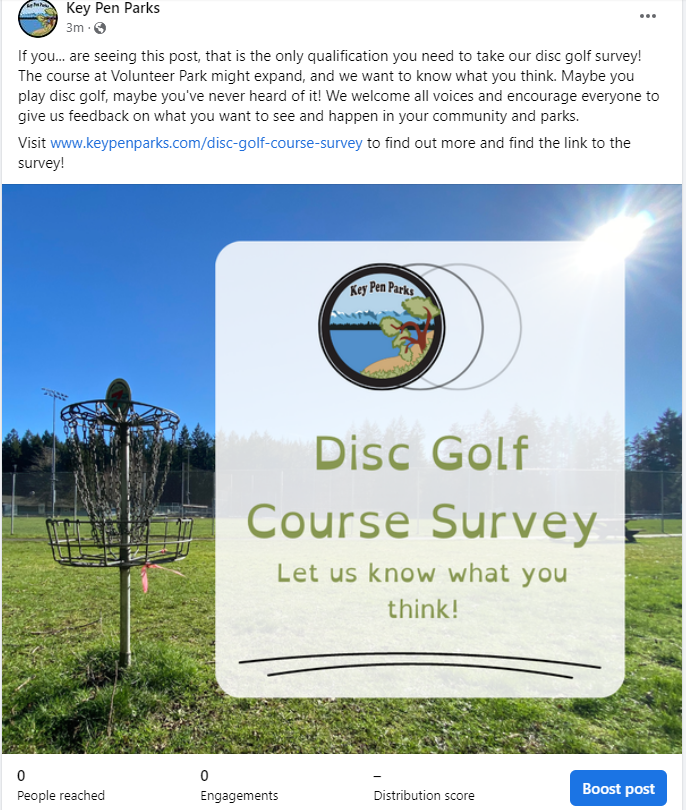 Key Pen Parks
3m ·
If you... are seeing this post, that is the only qualification you need to take our disc golf survey!
The course at Volunteer Park might expand, and we want to know what you think. Maybe you
play disc golf, maybe you've never heard of it! We welcome all voices and encourage everyone to
give us feedback on what you want to see and happen in your community and parks.
Visit www.keypenparks.com/disc-golf-course-survey to find out more and find the link to the
survey!
Key Pen Parks
Disc Golf
Course Survey
Let us know what you
think!
0 0 –
People reached Engagements Distribution score
Boost post